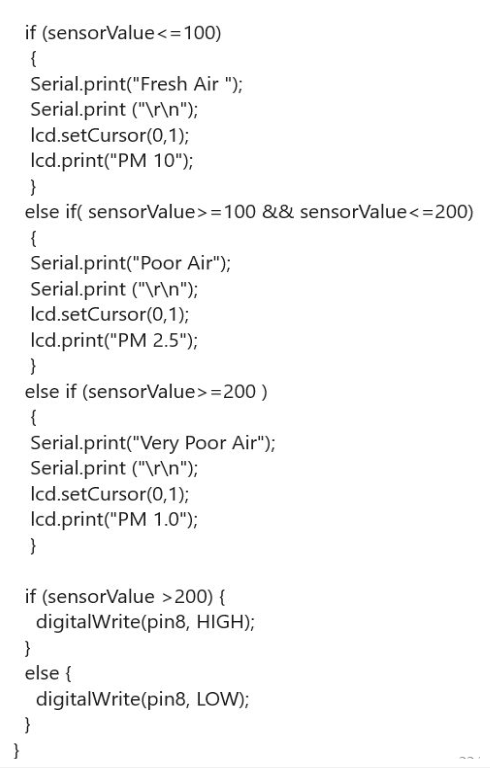 if (sensorValue<=100)
{
Serial.print("Fresh Air ");
Serial.print ("\r\n");
lcd.setCursor(0,1);
lcd.print("PM 10");
}
else if( sensorValue>=100 && sensorValue<=200)
{
Serial.print("Poor Air");
Serial.print ("\r\n");
lcd.setCursor(0,1);
lcd.print("PM 2.5");
}
else if (sensorValue>=200 )
{
Serial.print("Very Poor Air");
Serial.print ("\r\n");
lcd.setCursor(0,1);
lcd.print("PM 1.0");
}
if (sensorValue >200) {
digitalWrite(pin8, HIGH);
}
else {
digitalWrite(pin8, LOW);
}
}